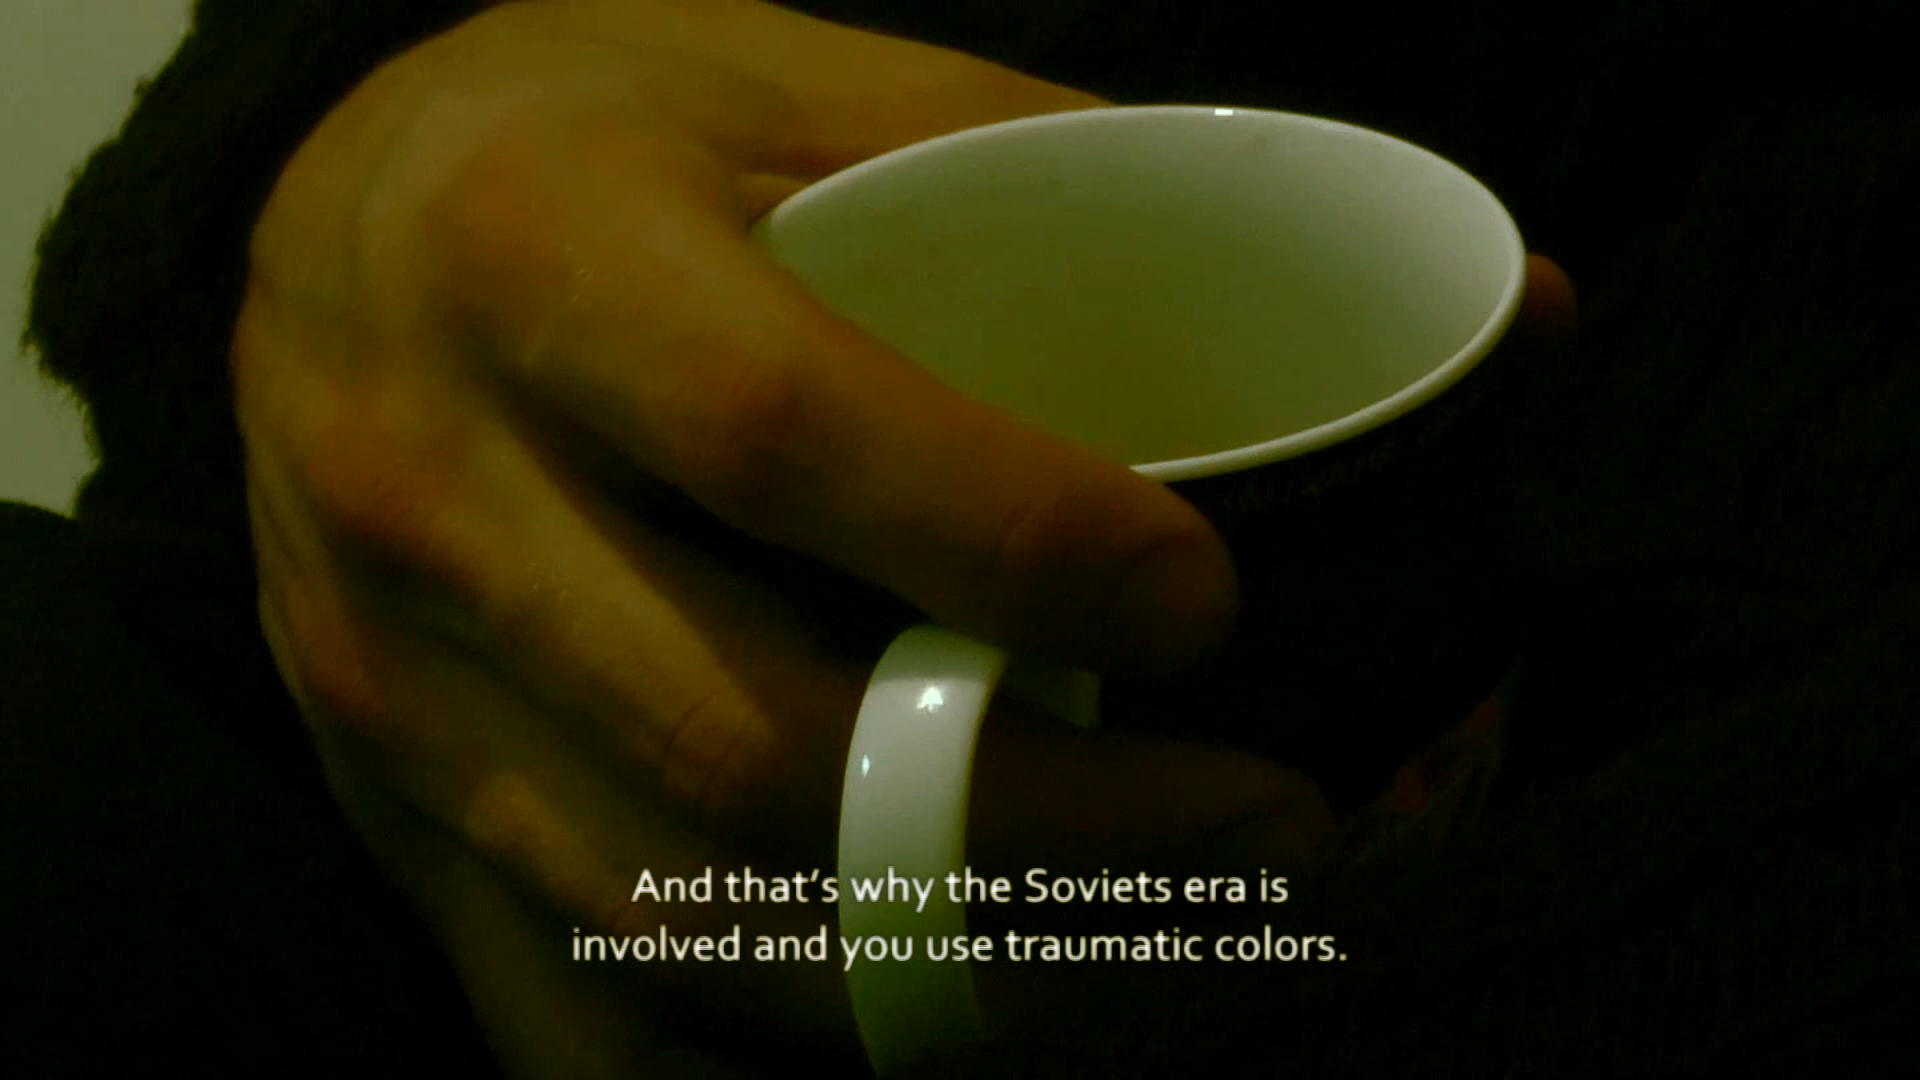 And that's why the Soviets era is
involved and you use traumatic colors.